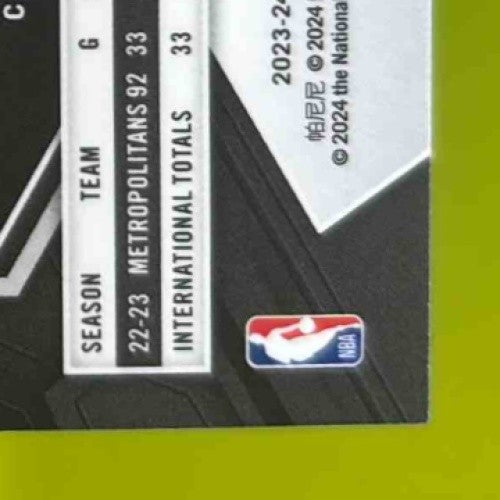 C
SEASON TEAM G
22-23 METROPOLITANS 92 33
INTERNATIONAL TOTALS 33
2023-24
帕尼尼 © 2024
© 2024 the National
NBA